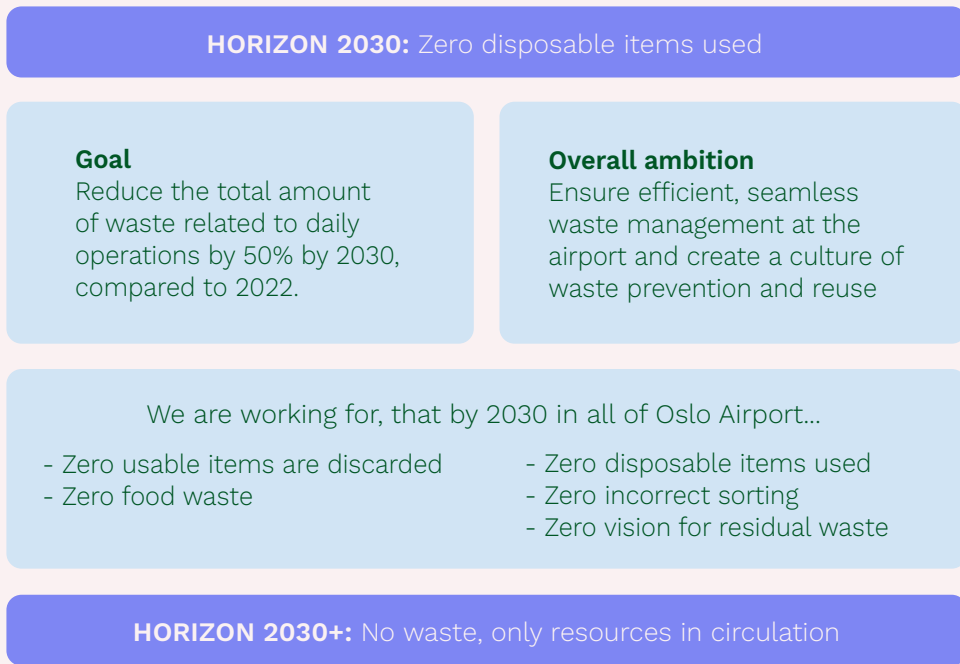 HORIZON 2030: Zero disposable items used
Goal
Reduce the total amount
of waste related to daily
operations by 50% by 2030,
compared to 2022.
Overall ambition
Ensure efficient, seamless
waste management at the
airport and create a culture of
waste prevention and reuse
We are working for, that by 2030 in all of Oslo Airport...
- Zero usable items are discarded
- Zero food waste
- Zero disposable items used
- Zero incorrect sorting
- Zero vision for residual waste
HORIZON 2030+: No waste, only resources in circulation